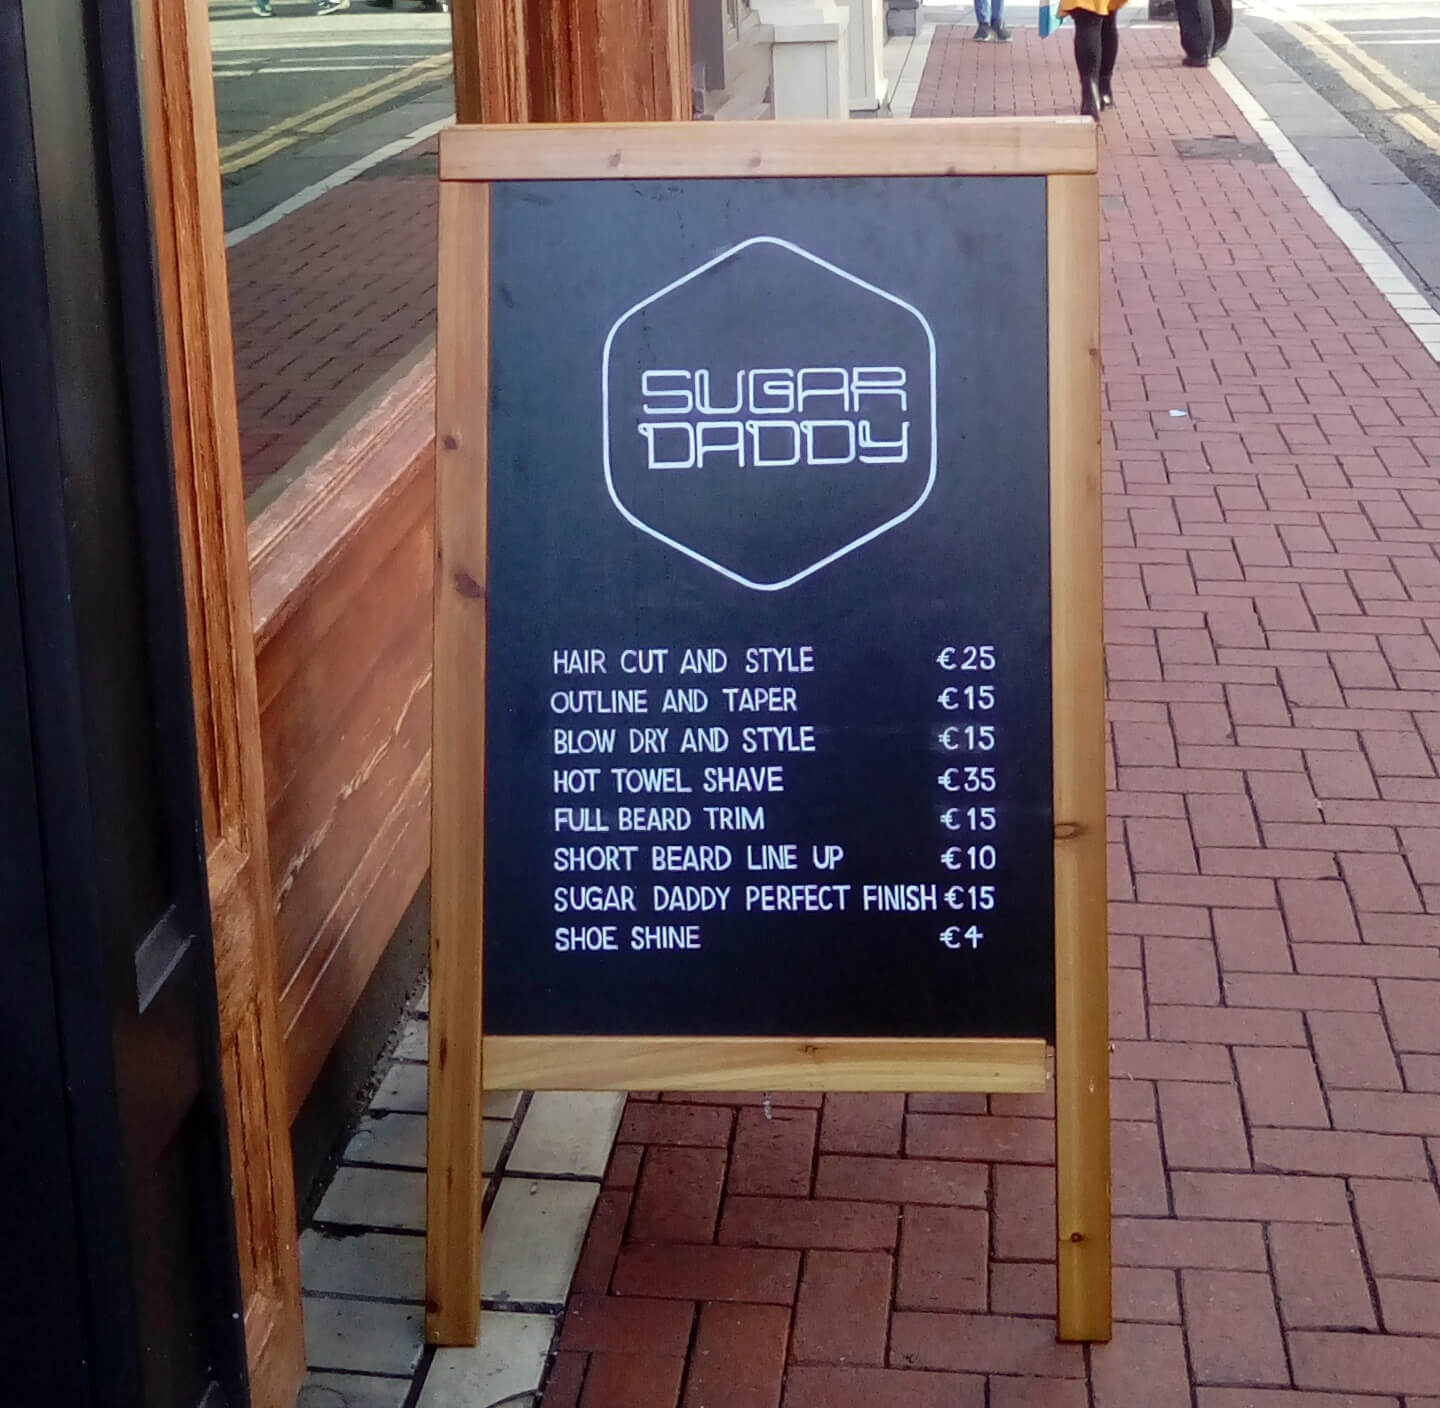 SUGAR
DADDY
HAIR CUT AND STYLE €25
OUTLINE AND TAPER €15
BLOW DRY AND STYLE €15
HOT TOWEL SHAVE €35
FULL BEARD TRIM €15
SHORT BEARD LINE UP €10
SUGAR DADDY PERFECT FINISH €15
SHOE SHINE €4